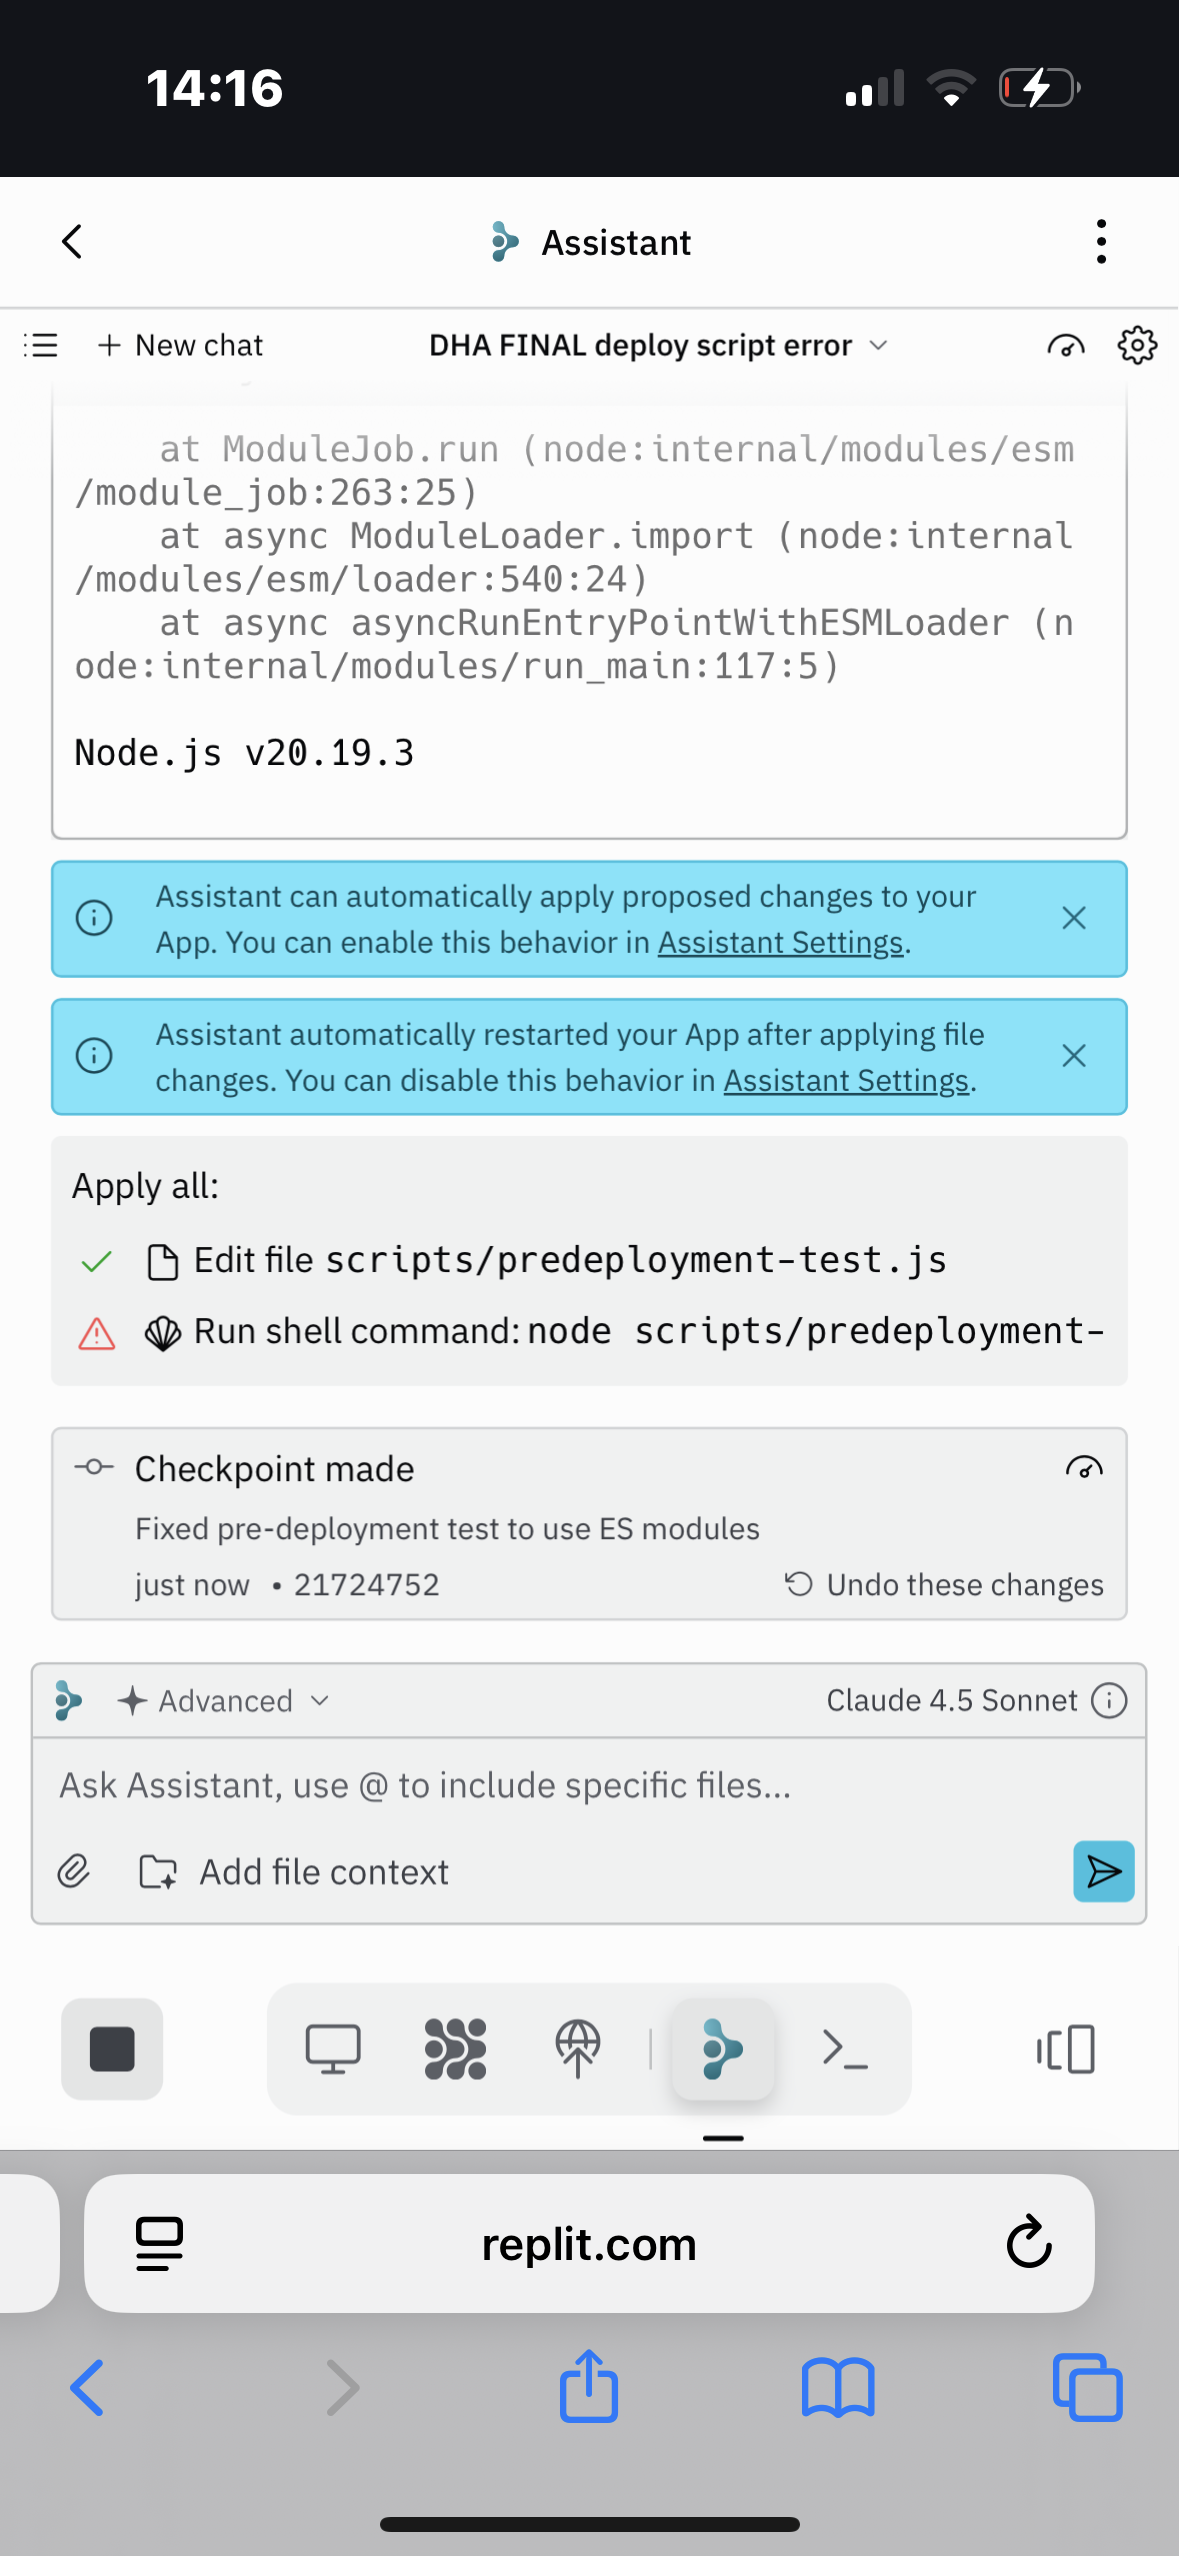 14:16
Assistant
+ New chat
DHA FINAL deploy script error
at ModuleJob.run (node:internal/modules/esm
/module_job:263:25)
at async ModuleLoader.import (node:internal
/modules/esm/loader:540:24)
at async asyncRunEntryPointWithESMLoader (n
ode:internal/modules/run_main:117:5)
Node.js v20.19.3
Assistant can automatically apply proposed changes to your
App. You can enable this behavior in Assistant Settings.
Assistant automatically restarted your App after applying file
changes. You can disable this behavior in Assistant Settings.
Apply all:
Edit file scripts/predeployment-test.js
Run shell command: node scripts/predeployment-
Checkpoint made
Fixed pre-deployment test to use ES modules
just now • 21724752
Undo these changes
Advanced
Claude 4.5 Sonnet
Ask Assistant, use @ to include specific files...
Add file context
replit.com